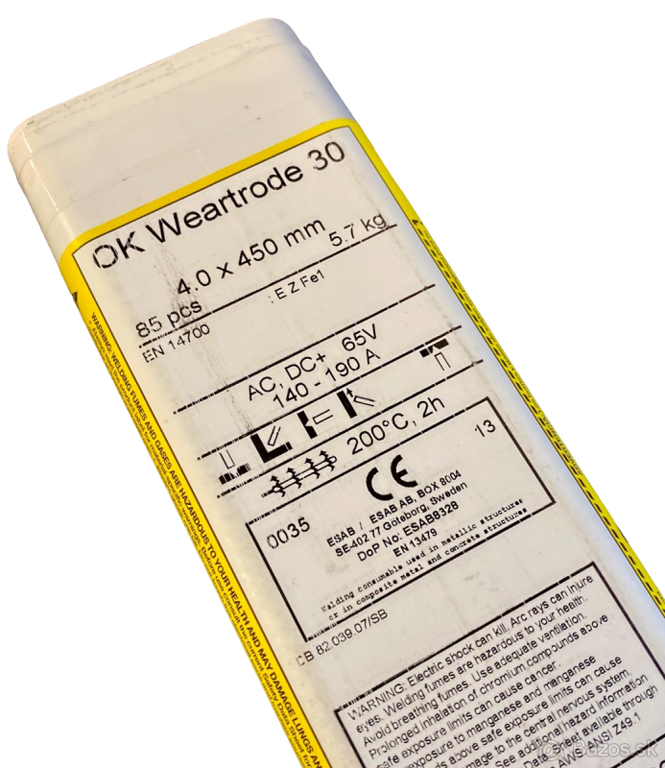 OK Weartrode 30
4.0 x 450 mm
85 pcs
5.7 kg
EN 14700
: E Z Fe1
AC, DC+ 65V
140 - 190 A
200°C, 2h
CE
0035
13
ESAB / ESAB AB, BOX 8004
SE-402 77 Göteborg, Sweden
DoP No: ESAB8328
EN 13479
Welding consumable used in metallic structures
or in composite metal and concrete structures
CB 82.039.07/SB
WARNING: Electric shock can kill. Arc rays can injure
eyes. Welding fumes are hazardous to your health.
Avoid breathing fumes. Use adequate ventilation.
Prolonged inhalation of chromium compounds above
safe exposure limits can cause cancer.
exposure to manganese and manganese
above safe exposure limits can cause
damage to the central nervous system.
See additional hazard information
available through
ANSI Z49.1
WARNING: WELDING FUMES AND GASES ARE HAZARDOUS TO YOUR HEALTH AND MAY DAMAGE LUNGS AN
bazos.sk